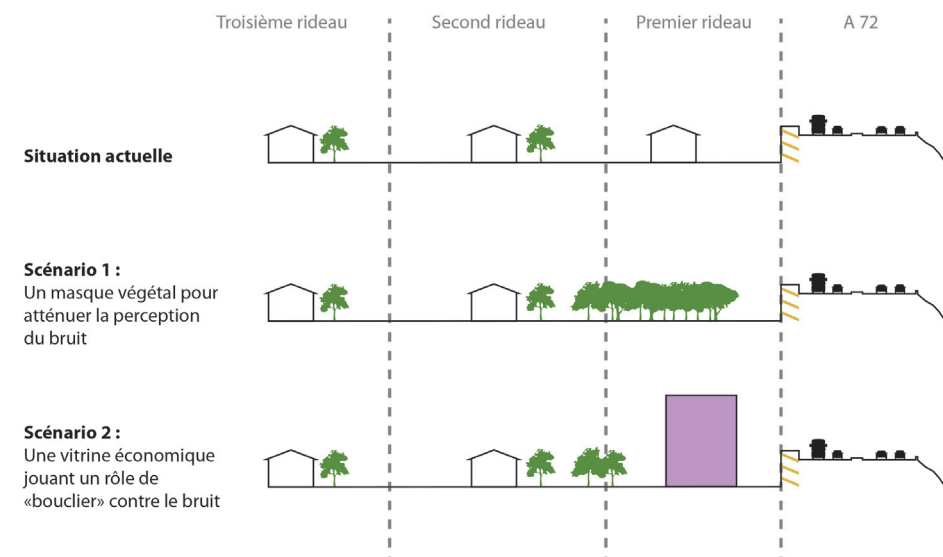 Troisième rideau Second rideau Premier rideau A 72
Situation actuelle
Scénario 1 :
Un masque végétal pour
atténuer la perception
du bruit
Scénario 2 :
Une vitrine économique
jouant un rôle de
«bouclier» contre le bruit